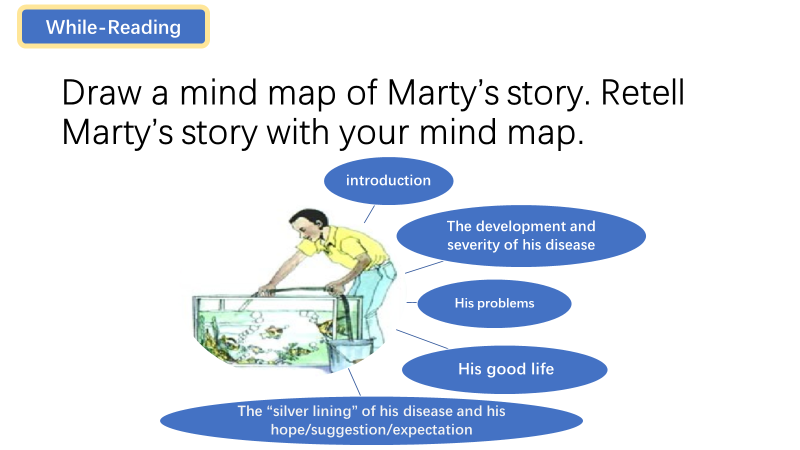 While-Reading
Draw a mind map of Marty’s story. Retell
Marty’s story with your mind map.
introduction
The development and
severity of his disease
His problems
His good life
The “silver lining” of his disease and his
hope/suggestion/expectation